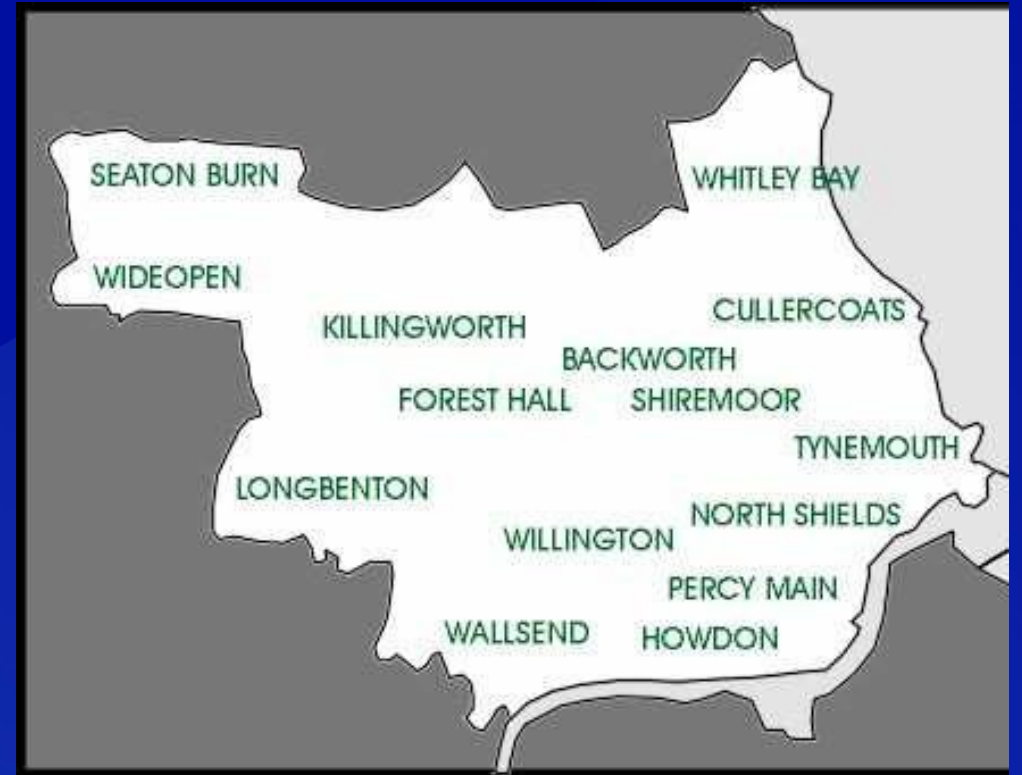 SEATON BURN
WHITLEY BAY
WIDEOPEN
CULLERCOATS
KILLINGWORTH
BACKWORTH
FOREST HALL
SHIREMOOR
TYNEMOUTH
LONGBENTON
NORTH SHIELDS
WILLINGTON
PERCY MAIN
WALLSEND
HOWDON